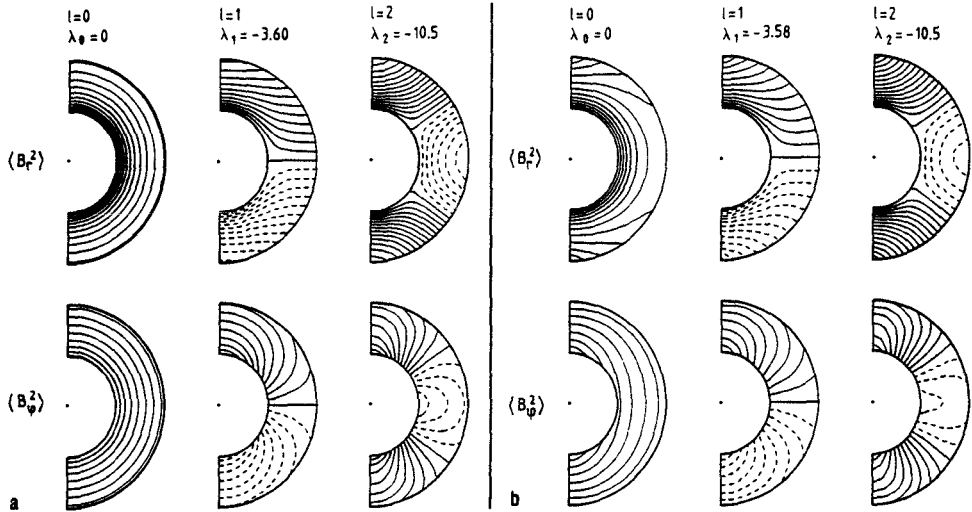 l=0 l=1 l=2 l=0 l=1 l=2
λ₀=0 λ₁=-3.60 λ₂=-10.5 λ₀=0 λ₁=-3.58 λ₂=-10.5
⟨Bᵣ²⟩ ⟨Bᵣ²⟩
⟨Bᵩ²⟩ ⟨Bᵩ²⟩
a b